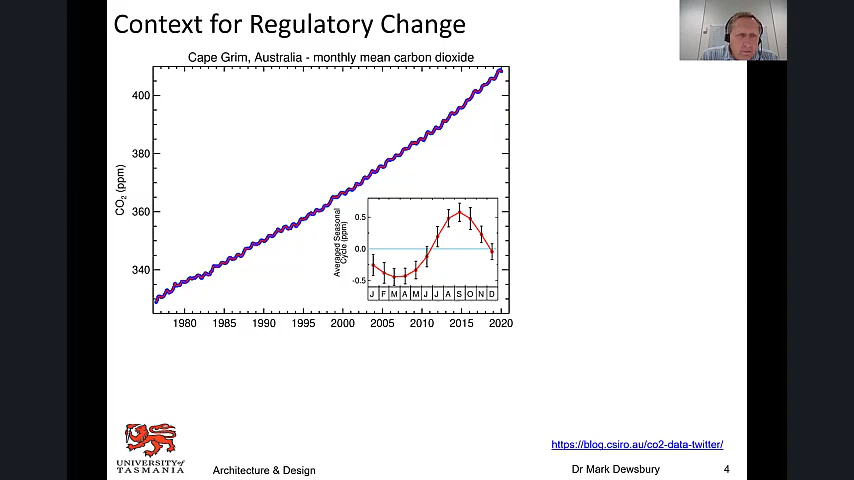 Context for Regulatory Change
Cape Grim, Australia - monthly mean carbon dioxide
CO2 (ppm)
400
380
360
340
1980 1985 1990 1995 2000 2005 2010 2015 2020
Averaged Seasonal
Cycle (ppm)
0.5
0.0
-0.5
J F M A M J J A S O N D
https://blog.csiro.au/co2-data-twitter/
UNIVERSITY of
TASMANIA
Architecture & Design
Dr Mark Dewsbury
4